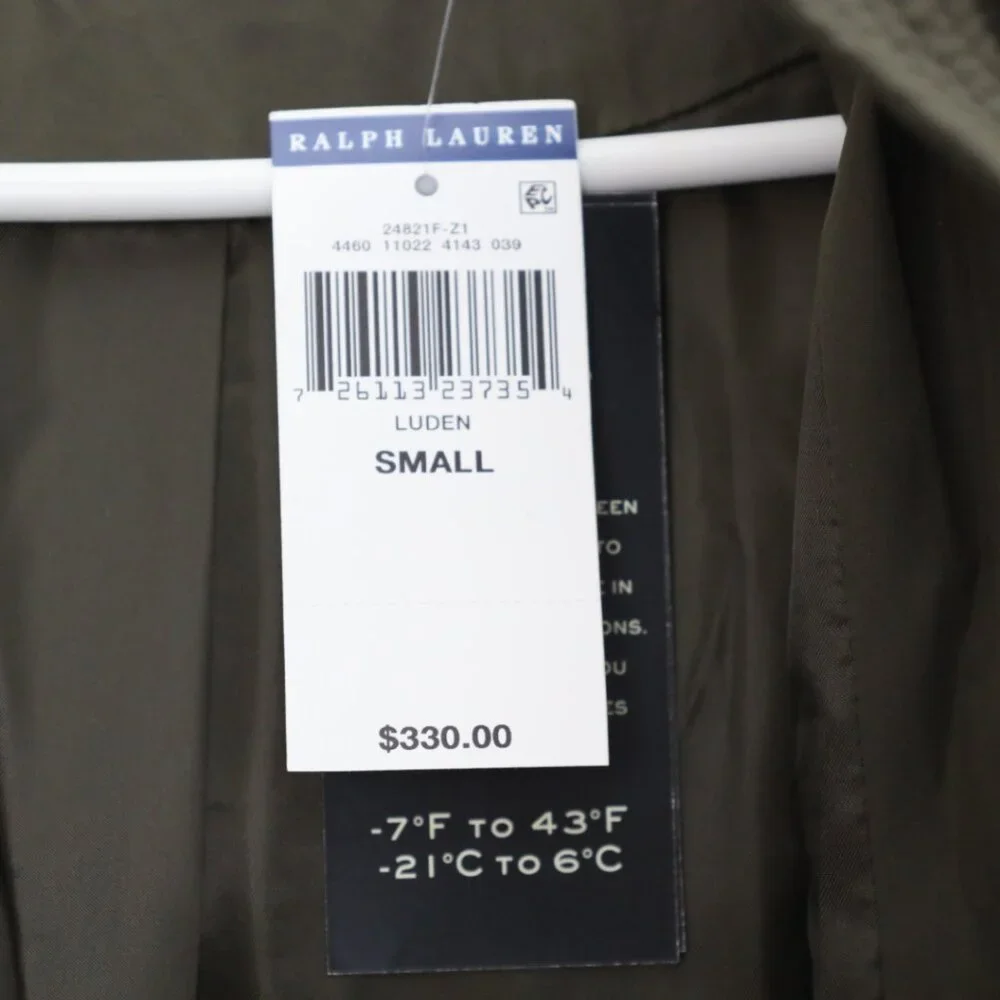 RALPH LAUREN
24821F-Z1
4460 11022 4143 039
7 26113 23735 4
LUDEN
SMALL
$330.00
EEN
TO
IN
ONS.
OU
ES
-7°F TO 43°F
-21°C TO 6°C